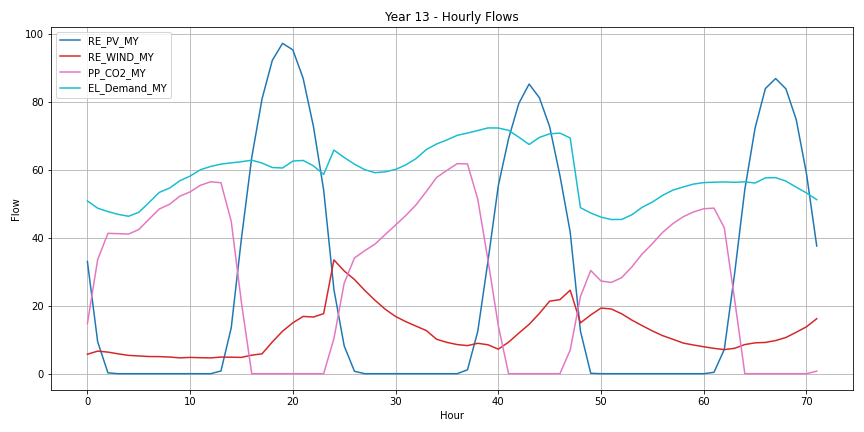 Year 13 - Hourly Flows
RE_PV_MY
RE_WIND_MY
PP_CO2_MY
EL_Demand_MY
100
80
60
40
20
0
Flow
0 10 20 30 40 50 60 70
Hour